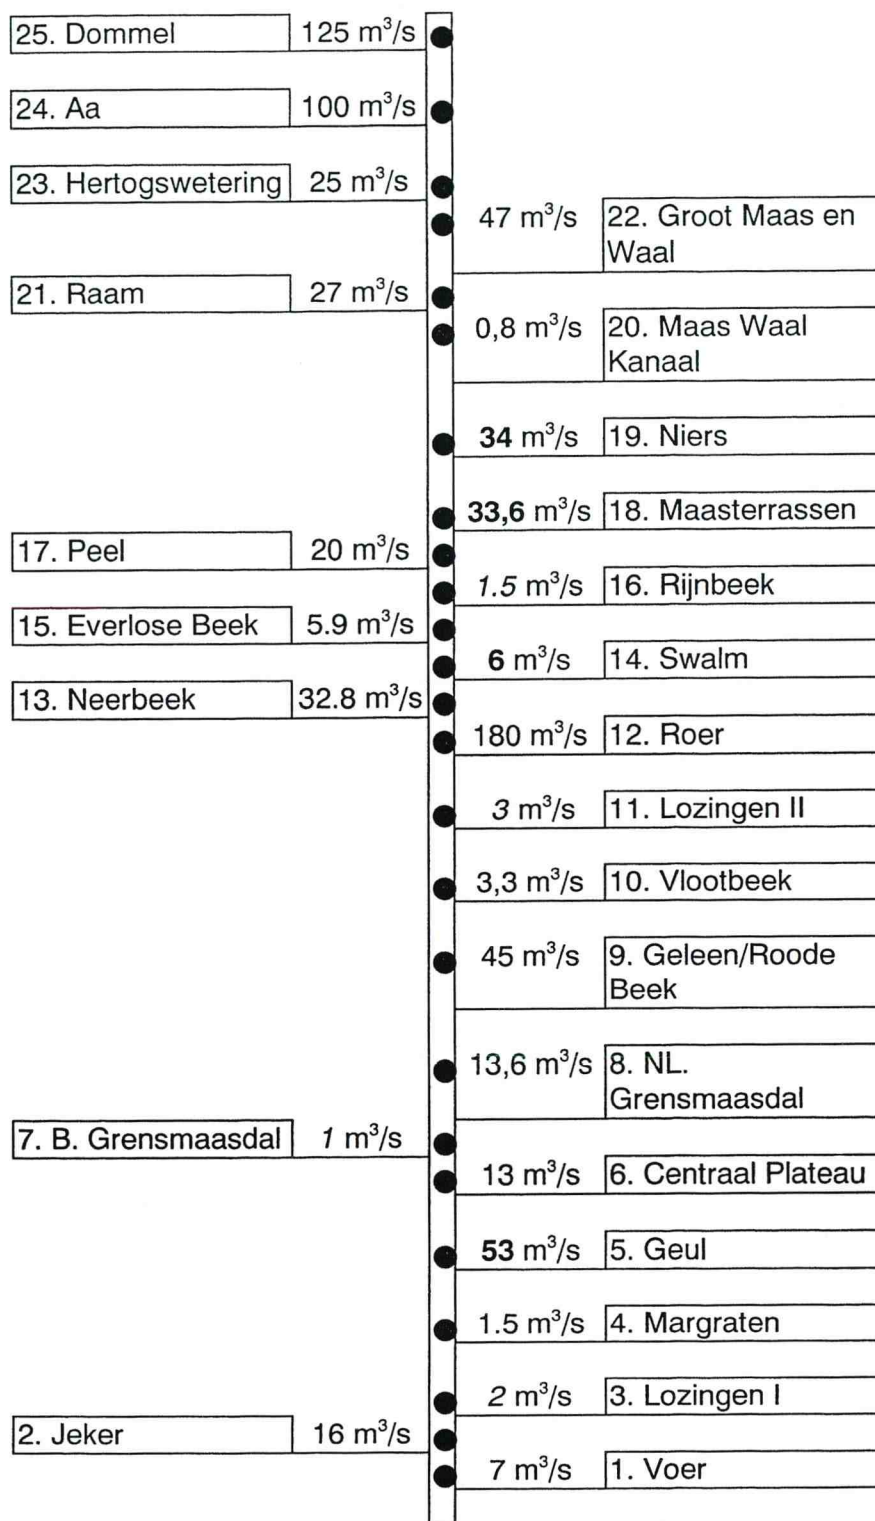 25. Dommel 125 m³/s
24. Aa 100 m³/s
23. Hertogswetering 25 m³/s
47 m³/s 22. Groot Maas en
Waal
21. Raam 27 m³/s
0,8 m³/s 20. Maas Waal
Kanaal
34 m³/s 19. Niers
33,6 m³/s 18. Maasterrassen
17. Peel 20 m³/s
1.5 m³/s 16. Rijnbeek
15. Everlose Beek 5.9 m³/s
6 m³/s 14. Swalm
13. Neerbeek 32.8 m³/s
180 m³/s 12. Roer
3 m³/s 11. Lozingen II
3,3 m³/s 10. Vlootbeek
45 m³/s 9. Geleen/Roode
Beek
13,6 m³/s 8. NL.
Grensmaasdal
7. B. Grensmaasdal 1 m³/s
13 m³/s 6. Centraal Plateau
53 m³/s 5. Geul
1.5 m³/s 4. Margraten
2 m³/s 3. Lozingen I
2. Jeker 16 m³/s
7 m³/s 1. Voer